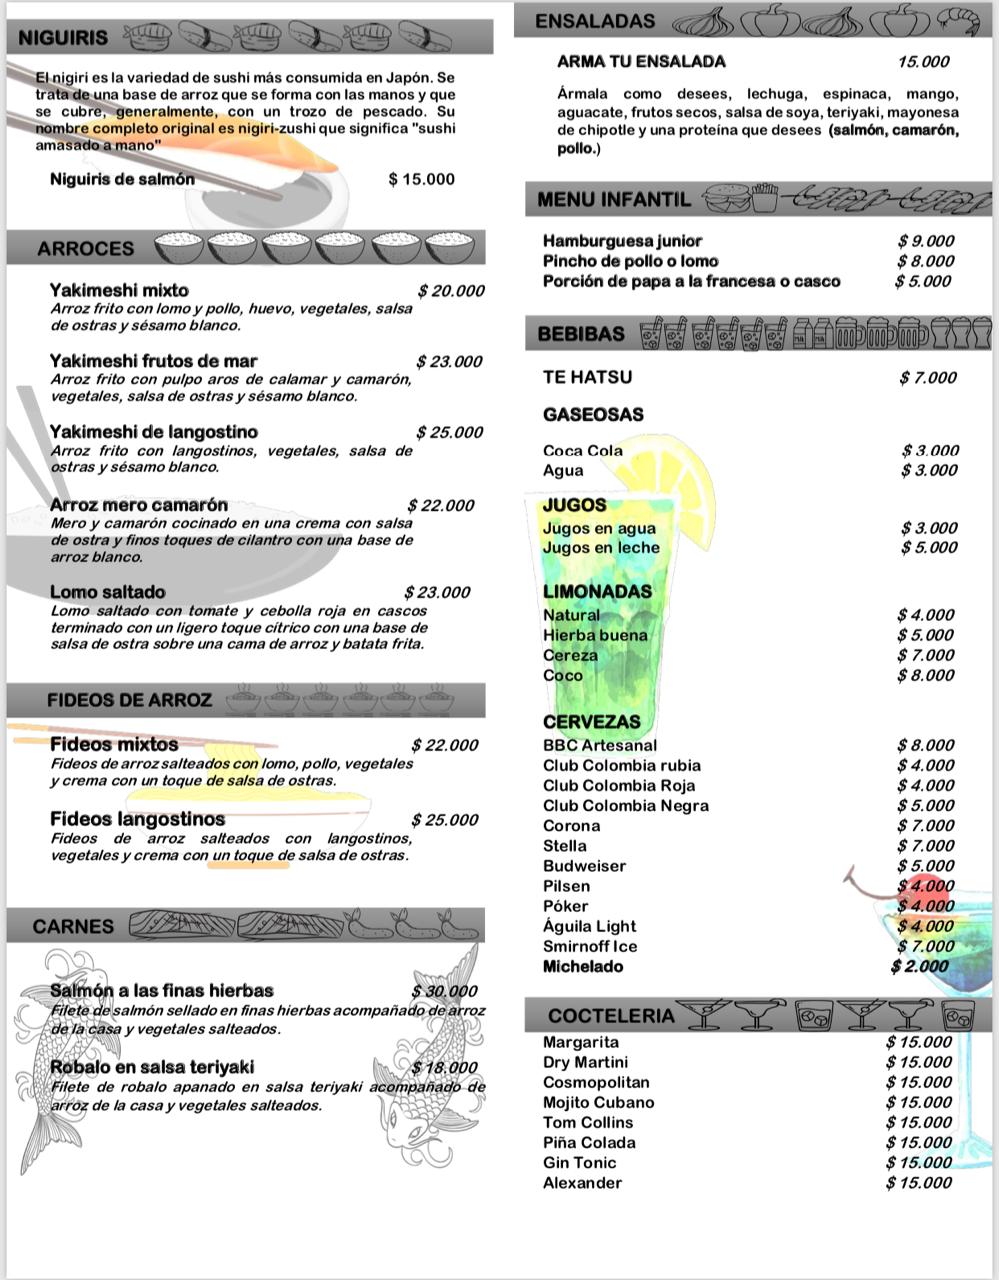 NIGUIRIS
El nigiri es la variedad de sushi más consumida en Japón. Se
trata de una base de arroz que se forma con las manos y que
se cubre, generalmente, con un trozo de pescado. Su
nombre completo original es nigiri-zushi que significa "sushi
amasado a mano"
Niguiris de salmón $ 15.000
ARROCES
Yakimeshi mixto $ 20.000
Arroz frito con lomo y pollo, huevo, vegetales, salsa
de ostras y sésamo blanco.
Yakimeshi frutos de mar $ 23.000
Arroz frito con pulpo aros de calamar y camarón,
vegetales, salsa de ostras y sésamo blanco.
Yakimeshi de langostino $ 25.000
Arroz frito con langostinos, vegetales, salsa de
ostras y sésamo blanco.
Arroz mero camarón $ 22.000
Mero y camarón cocinado en una crema con salsa
de ostra y finos toques de cilantro con una base de
arroz blanco.
Lomo saltado $ 23.000
Lomo saltado con tomate y cebolla roja en cascos
terminado con un ligero toque cítrico con una base de
salsa de ostra sobre una cama de arroz y batata frita.
FIDEOS DE ARROZ
Fideos mixtos $ 22.000
Fideos de arroz salteados con lomo, pollo, vegetales
y crema con un toque de salsa de ostras.
Fideos langostinos $ 25.000
Fideos de arroz salteados con langostinos,
vegetales y crema con un toque de salsa de ostras.
CARNES
Salmón a las finas hierbas $ 30.000
Filete de salmón sellado en finas hierbas acompañado de arroz
de la casa y vegetales salteados.
Robalo en salsa teriyaki $ 18.000
Filete de robalo apanado en salsa teriyaki acompañado de
arroz de la casa y vegetales salteados.
ENSALADAS
ARMA TU ENSALADA 15.000
Ármala como desees, lechuga, espinaca, mango,
aguacate, frutos secos, salsa de soya, teriyaki, mayonesa
de chipotle y una proteína que desees (salmón, camarón,
pollo.)
MENU INFANTIL
Hamburguesa junior $ 9.000
Pincho de pollo o lomo $ 8.000
Porción de papa a la francesa o casco $ 5.000
BEBIBAS
TE HATSU $ 7.000
GASEOSAS
Coca Cola $ 3.000
Agua $ 3.000
JUGOS
Jugos en agua $ 3.000
Jugos en leche $ 5.000
LIMONADAS
Natural $ 4.000
Hierba buena $ 5.000
Cereza $ 7.000
Coco $ 8.000
CERVEZAS
BBC Artesanal $ 8.000
Club Colombia rubia $ 4.000
Club Colombia Roja $ 4.000
Club Colombia Negra $ 5.000
Corona $ 7.000
Stella $ 7.000
Budweiser $ 5.000
Pilsen $ 4.000
Póker $ 4.000
Águila Light $ 4.000
Smirnoff Ice $ 7.000
Michelado $ 2.000
COCTELERIA
Margarita $ 15.000
Dry Martini $ 15.000
Cosmopolitan $ 15.000
Mojito Cubano $ 15.000
Tom Collins $ 15.000
Piña Colada $ 15.000
Gin Tonic $ 15.000
Alexander $ 15.000